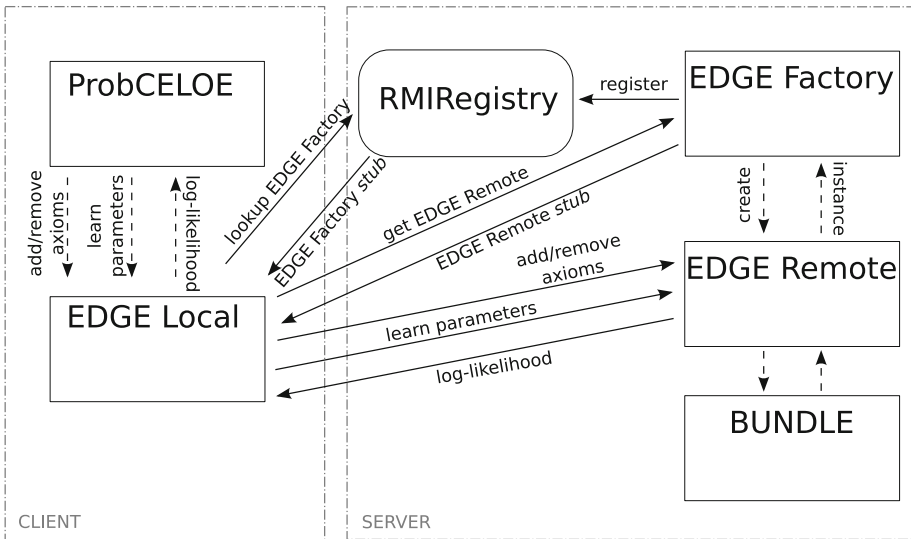 ProbCELOE
RMIRegistry
EDGE Factory
register
lookup EDGE Factory
EDGE Factory stub
get EDGE Remote
EDGE Remote stub
add/remove
axioms
learn
parameters
log-likelihood
create
instance
add/remove
axioms
EDGE Local
EDGE Remote
learn parameters
log-likelihood
BUNDLE
CLIENT
SERVER